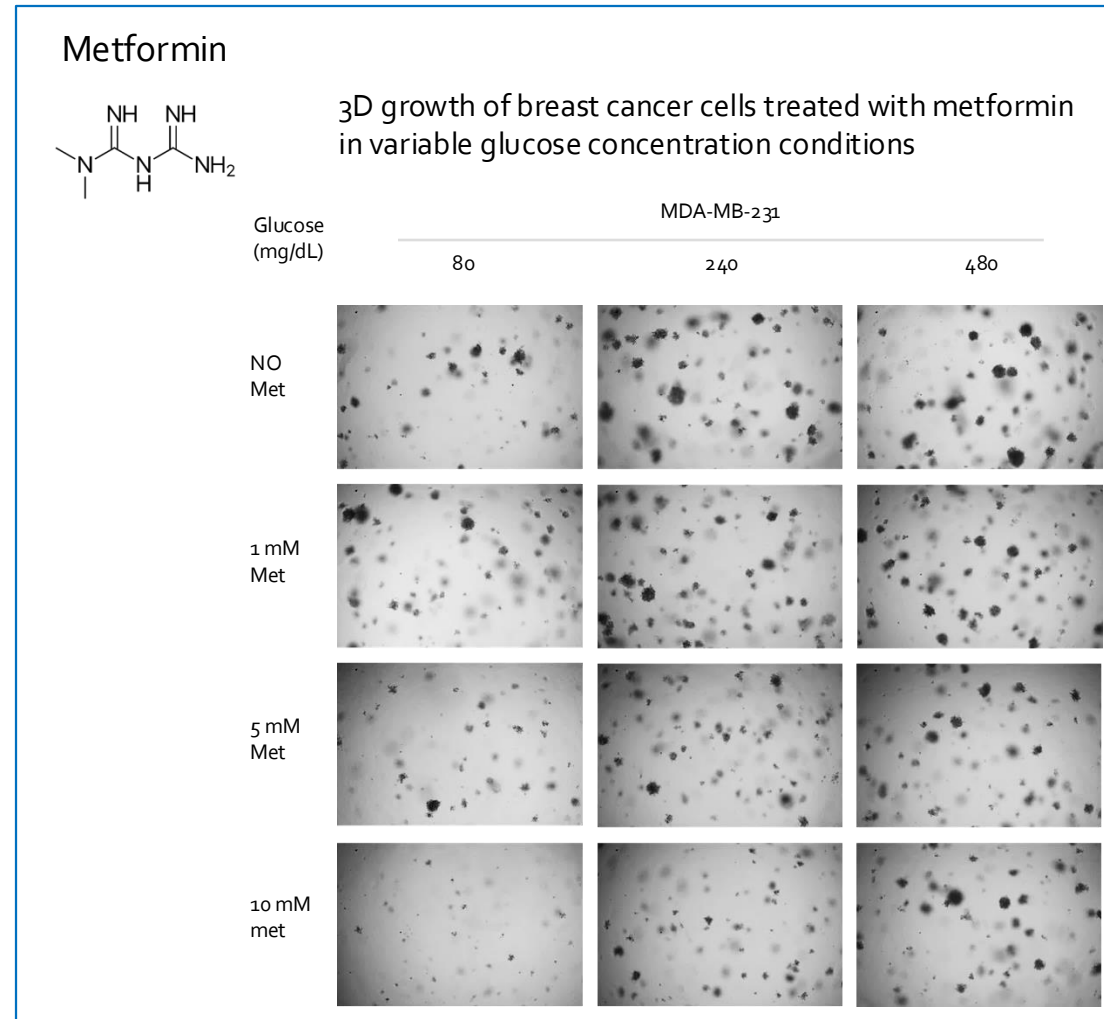 Metformin
NH NH
N N NH2
H
3D growth of breast cancer cells treated with metformin
in variable glucose concentration conditions
MDA-MB-231
Glucose
(mg/dL)
80 240 480
NO
Met
1 mM
Met
5 mM
Met
10 mM
met